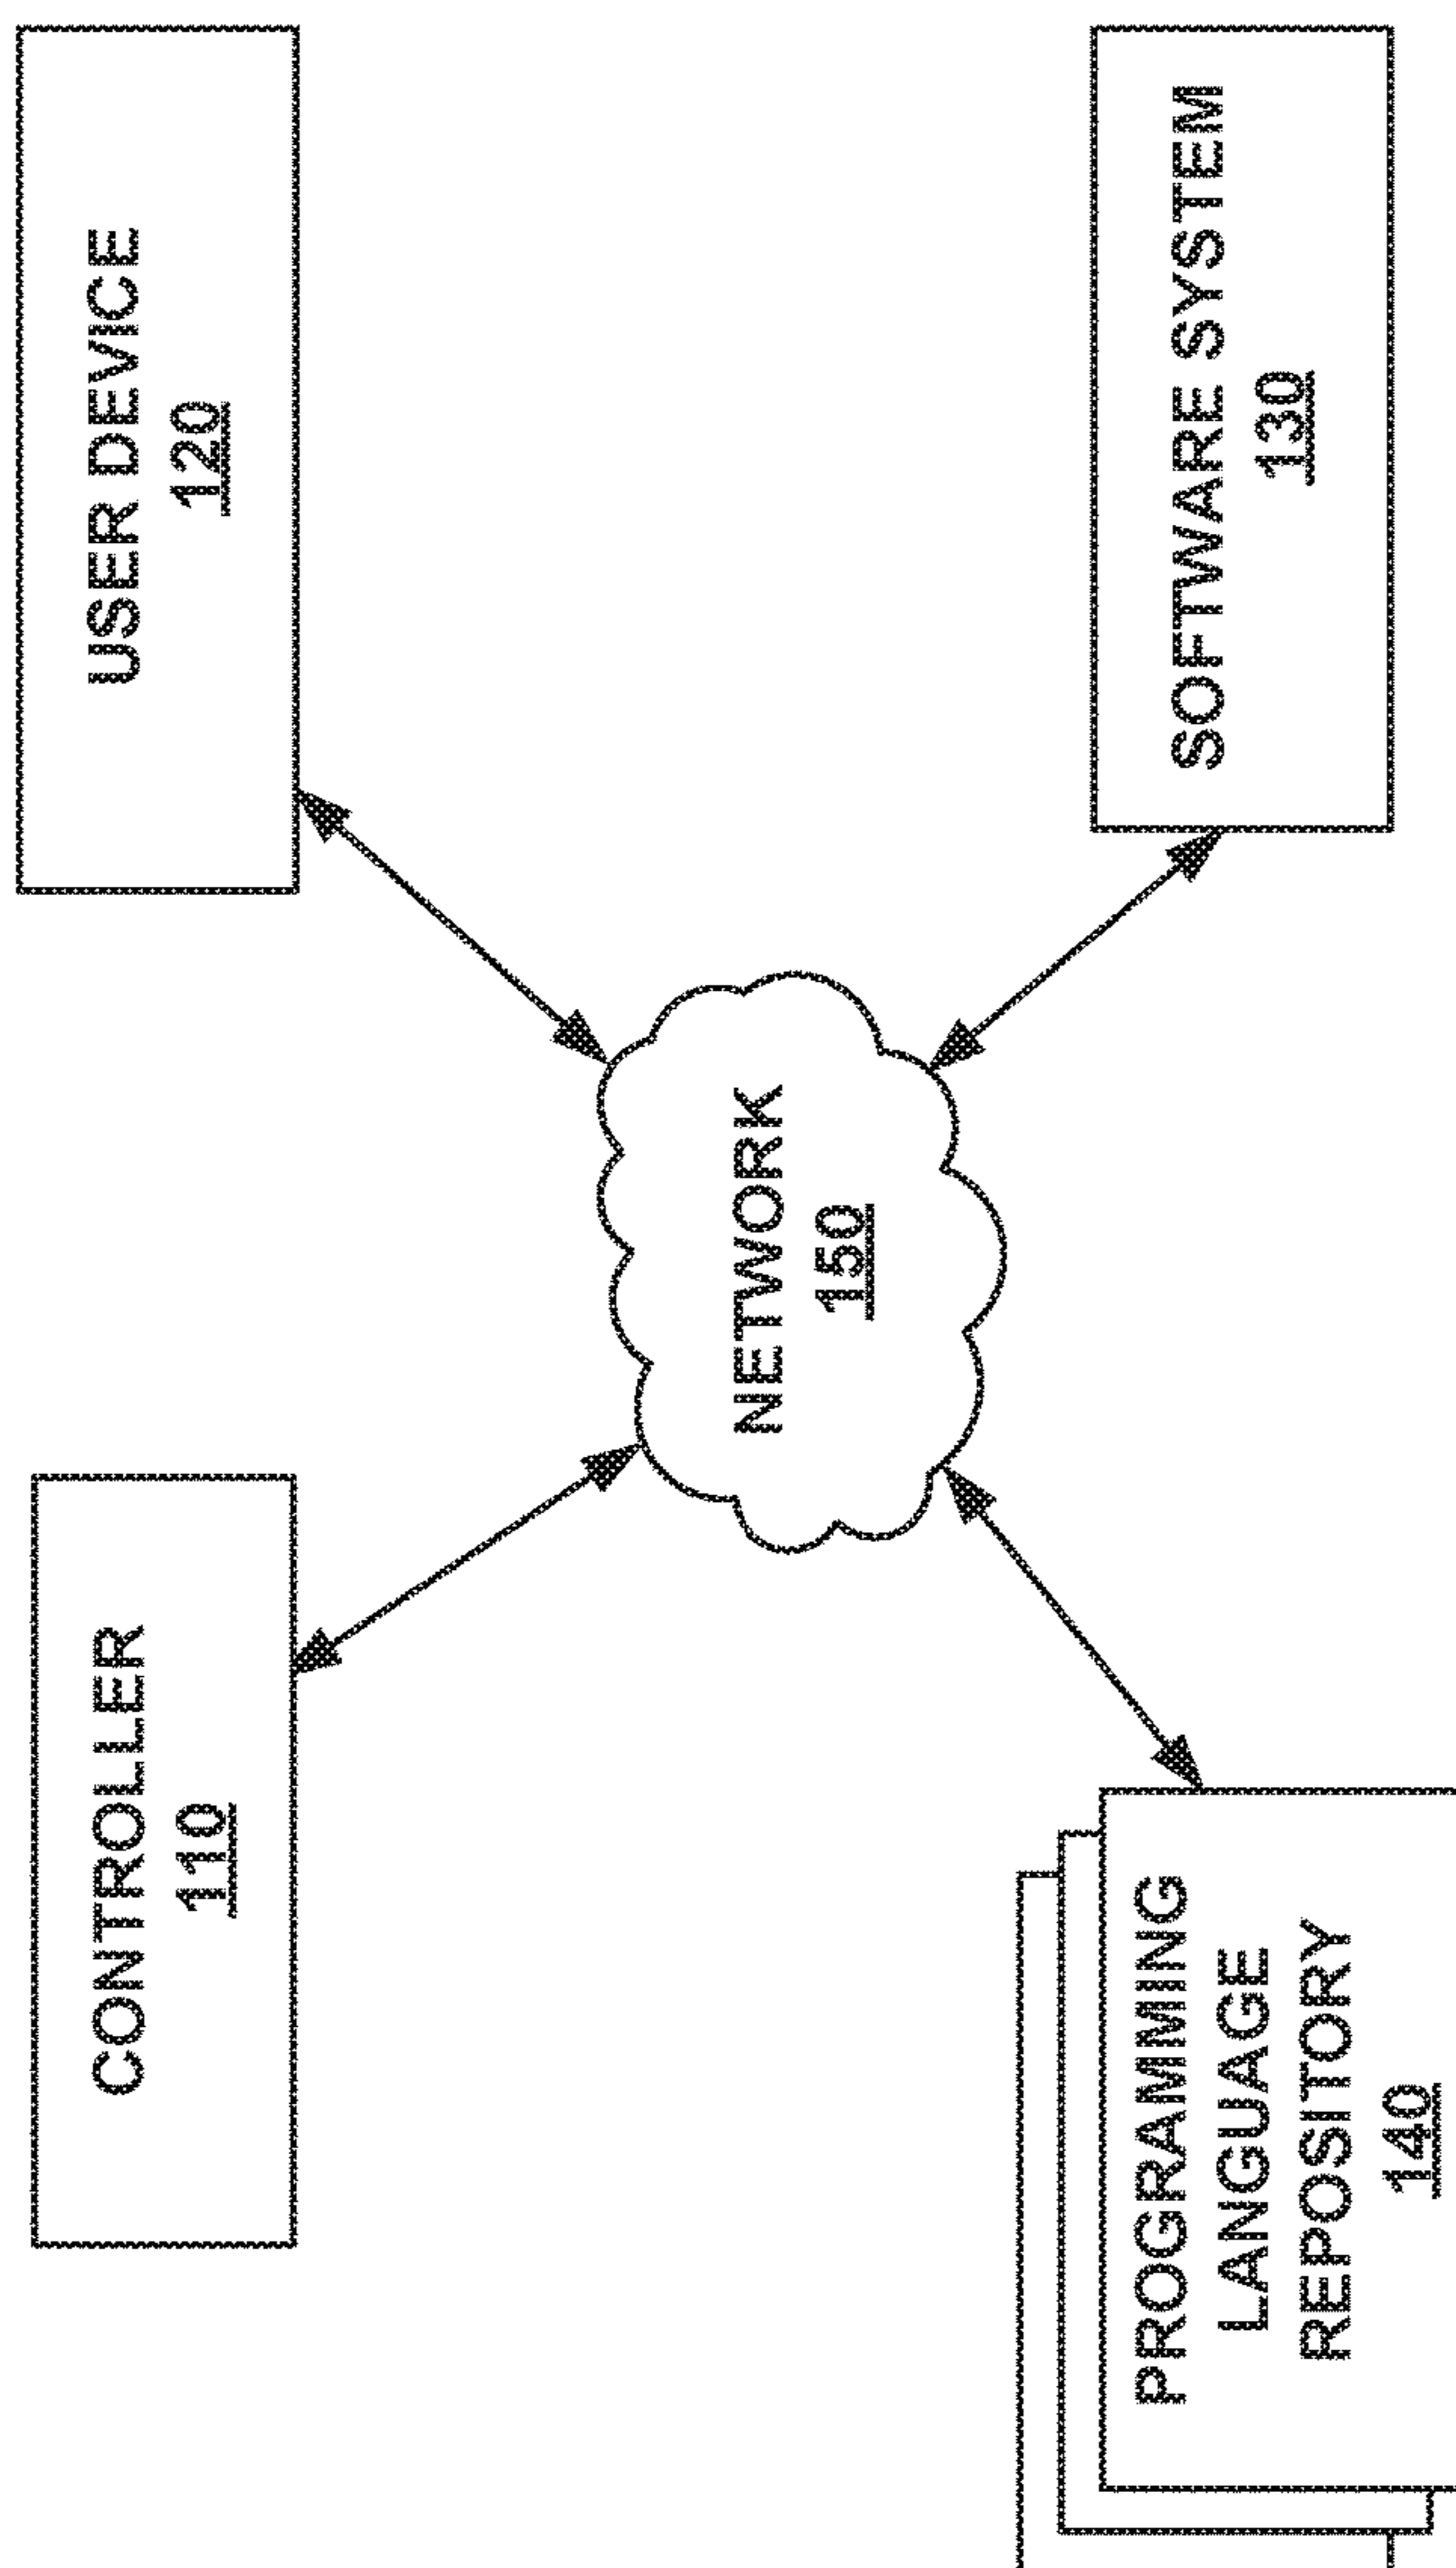 CONTROLLER
110
USER DEVICE
120
NETWORK
150
PROGRAMMING
LANGUAGE
REPOSITORY
140
SOFTWARE SYSTEM
130